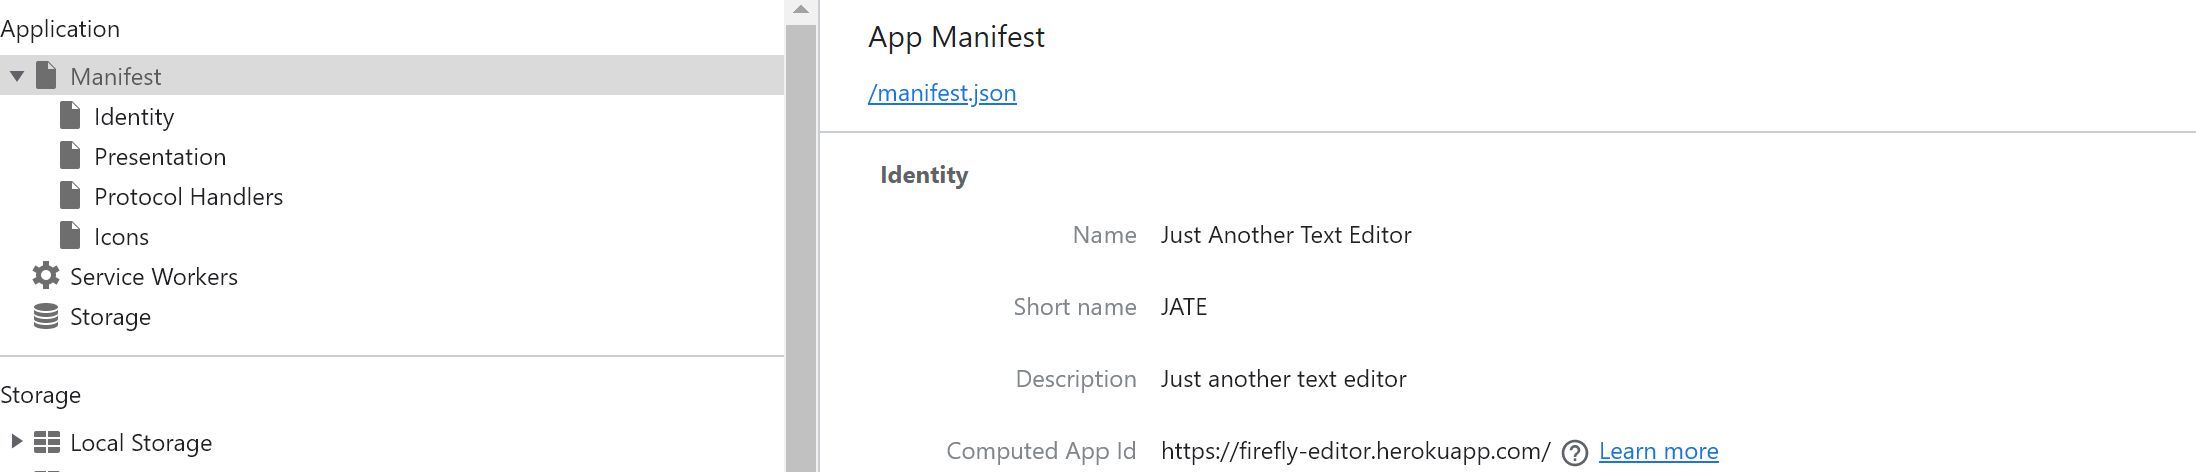 Application
Manifest
Identity
Presentation
Protocol Handlers
Icons
Service Workers
Storage
Storage
Local Storage
App Manifest
/manifest.json
Identity
Name Just Another Text Editor
Short name JATE
Description Just another text editor
Computed App Id https://firefly-editor.herokuapp.com/ ? Learn more